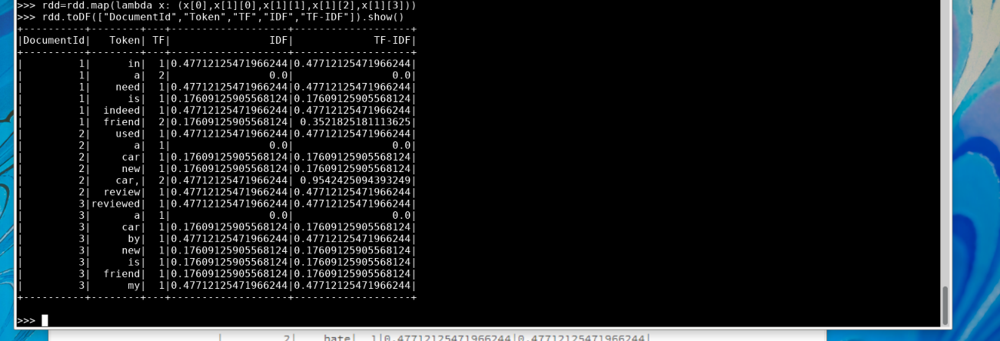 >>> rdd=rdd.map(lambda x: (x[0],x[1][0],x[1][1],x[1][2],x[1][3]))
>>> rdd.toDF(["DocumentId","Token","TF","IDF","TF-IDF"]).show()
+----------+--------+---+-------------------+-------------------+
|DocumentId|   Token| TF|                IDF|             TF-IDF|
+----------+--------+---+-------------------+-------------------+
|         1|      in|  1|0.47712125471966244|0.47712125471966244|
|         1|       a|  2|                0.0|                0.0|
|         1|    need|  1|0.47712125471966244|0.47712125471966244|
|         1|      is|  1|0.17609125905568124|0.17609125905568124|
|         1|  indeed|  1|0.47712125471966244|0.47712125471966244|
|         1|  friend|  2|0.17609125905568124| 0.3521825181113625|
|         2|    used|  1|0.47712125471966244|0.47712125471966244|
|         2|       a|  1|                0.0|                0.0|
|         2|     car|  1|0.17609125905568124|0.17609125905568124|
|         2|     new|  1|0.17609125905568124|0.17609125905568124|
|         2|    car,|  2|0.47712125471966244| 0.9542425094393249|
|         2|  review|  1|0.47712125471966244|0.47712125471966244|
|         3|reviewed|  1|0.47712125471966244|0.47712125471966244|
|         3|       a|  1|                0.0|                0.0|
|         3|     car|  1|0.17609125905568124|0.17609125905568124|
|         3|      by|  1|0.47712125471966244|0.47712125471966244|
|         3|     new|  1|0.17609125905568124|0.17609125905568124|
|         3|      is|  1|0.17609125905568124|0.17609125905568124|
|         3|  friend|  1|0.17609125905568124|0.17609125905568124|
|         3|      my|  1|0.47712125471966244|0.47712125471966244|
+----------+--------+---+-------------------+-------------------+
>>>
|         2|    hate|  1|0.47712125471966244|0.47712125471966244|